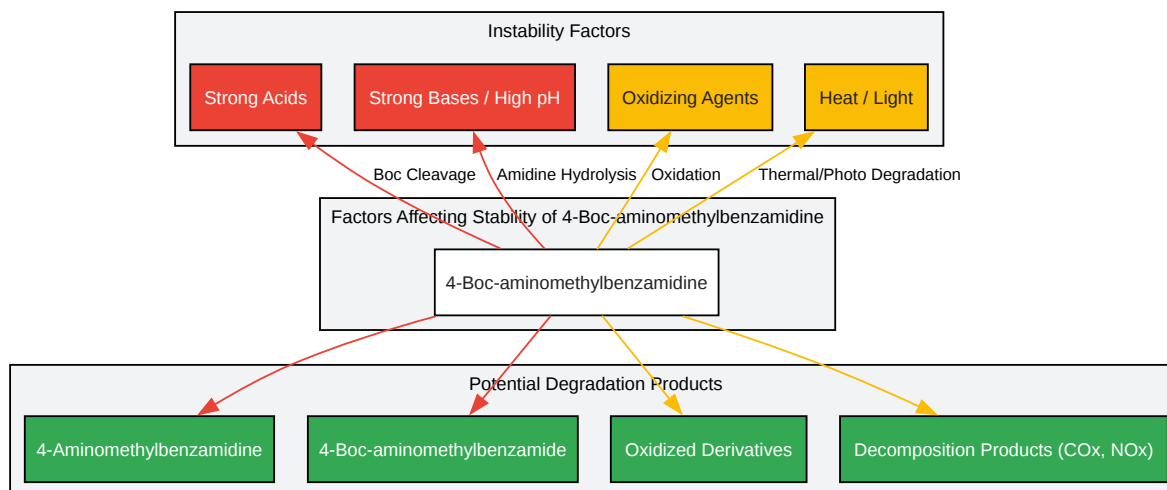 Instability Factors
Strong Acids
Strong Bases / High pH
Oxidizing Agents
Heat / Light
Boc Cleavage
Amidine Hydrolysis
Oxidation
Thermal/Photo Degradation
Factors Affecting Stability of 4-Boc-aminomethylbenzamidine
4-Boc-aminomethylbenzamidine
Potential Degradation Products
4-Aminomethylbenzamidine
4-Boc-aminomethylbenzamide
Oxidized Derivatives
Decomposition Products (COx, NOx)